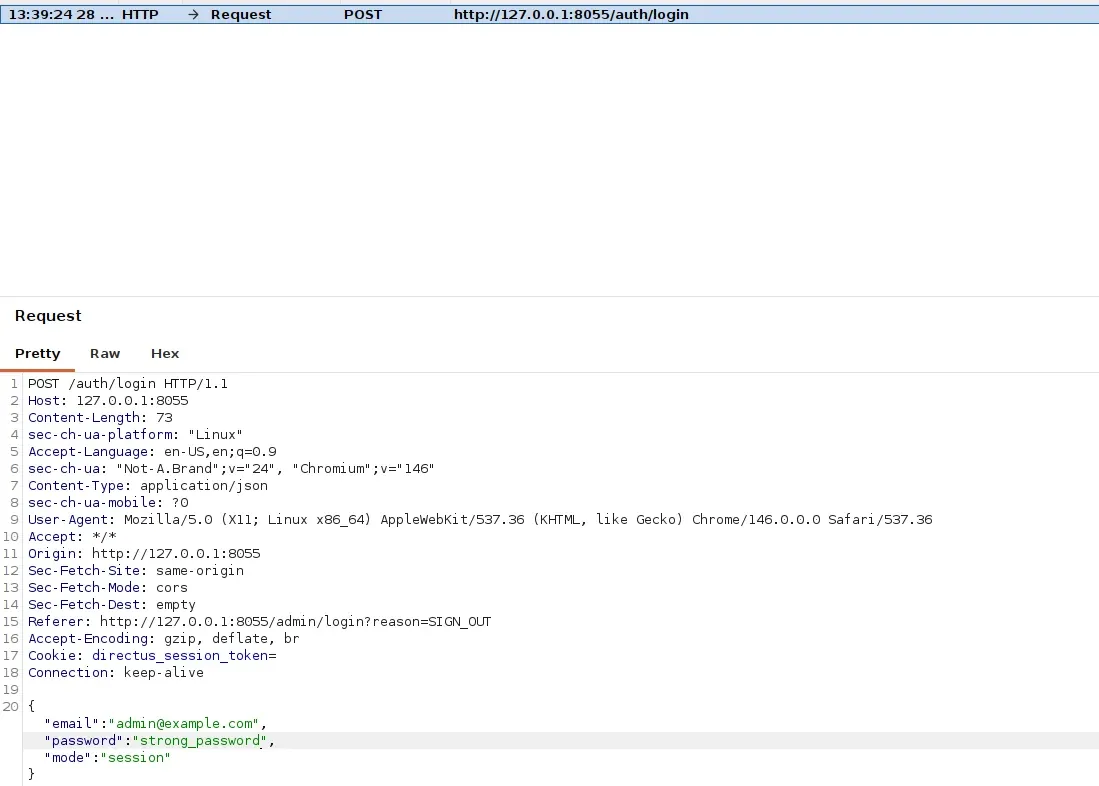 13:39:24 28 ... HTTP → Request POST http://127.0.0.1:8055/auth/login
Request
Pretty Raw Hex
1 POST /auth/login HTTP/1.1
2 Host: 127.0.0.1:8055
3 Content-Length: 73
4 sec-ch-ua-platform: "Linux"
5 Accept-Language: en-US,en;q=0.9
6 sec-ch-ua: "Not-A.Brand";v="24", "Chromium";v="146"
7 Content-Type: application/json
8 sec-ch-ua-mobile: ?0
9 User-Agent: Mozilla/5.0 (X11; Linux x86_64) AppleWebKit/537.36 (KHTML, like Gecko) Chrome/146.0.0.0 Safari/537.36
10 Accept: */*
11 Origin: http://127.0.0.1:8055
12 Sec-Fetch-Site: same-origin
13 Sec-Fetch-Mode: cors
14 Sec-Fetch-Dest: empty
15 Referer: http://127.0.0.1:8055/admin/login?reason=SIGN_OUT
16 Accept-Encoding: gzip, deflate, br
17 Cookie: directus_session_token=
18 Connection: keep-alive
19
20 {
"email":"admin@example.com",
"password":"strong_password",
"mode":"session"
}